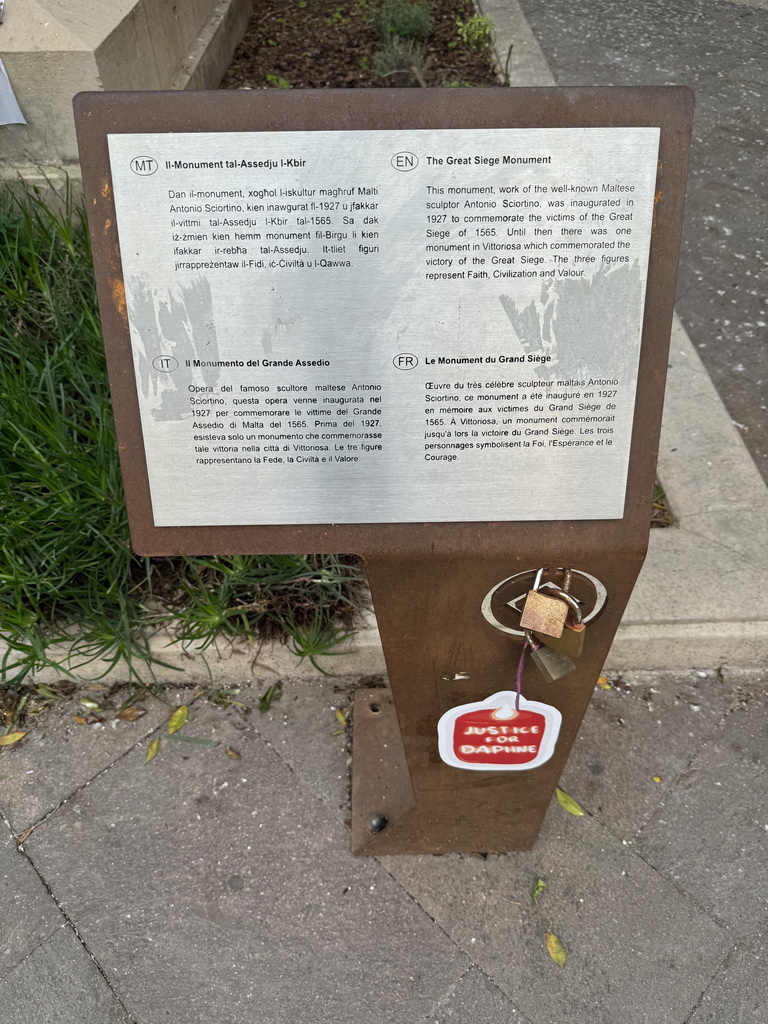 MT Il-Monument tal-Assedju l-Kbir
Dan il-monument, xogħol l-iskultur magħruf Malti
Antonio Sciortino, kien inawgurat fl-1927 u jfakkar
il-vittmi tal-Assedju l-Kbir tal-1565. Sa dak
iż-żmien kien hemm monument fil-Birgu li kien
ifakkar ir-rebħa tal-Assedju. It-tliet figuri
jirrappreżentaw il-Fidi, iċ-Ċiviltà u l-Qawwa.
EN The Great Siege Monument
This monument, work of the well-known Maltese
sculptor Antonio Sciortino, was inaugurated in
1927 to commemorate the victims of the Great
Siege of 1565. Until then there was one
monument in Vittoriosa which commemorated the
victory of the Great Siege. The three figures
represent Faith, Civilization and Valour.
IT Il Monumento del Grande Assedio
Opera del famoso scultore maltese Antonio
Sciortino, questa opera venne inaugurata nel
1927 per commemorare le vittime del Grande
Assedio di Malta del 1565. Prima del 1927,
esisteva solo un monumento che commemorasse
tale vittoria nella città di Vittoriosa. Le tre figure
rappresentano la Fede, la Civiltà e il Valore.
FR Le Monument du Grand Siège
Œuvre du très célèbre sculpteur maltais Antonio
Sciortino, ce monument a été inauguré en 1927
en mémoire aux victimes du Grand Siège de
1565. À Vittoriosa, un monument commémorait
jusqu'à lors la victoire du Grand Siège. Les trois
personnages symbolisent la Foi, l'Espérance et le
Courage.
JUSTICE
FOR
DAPHNE